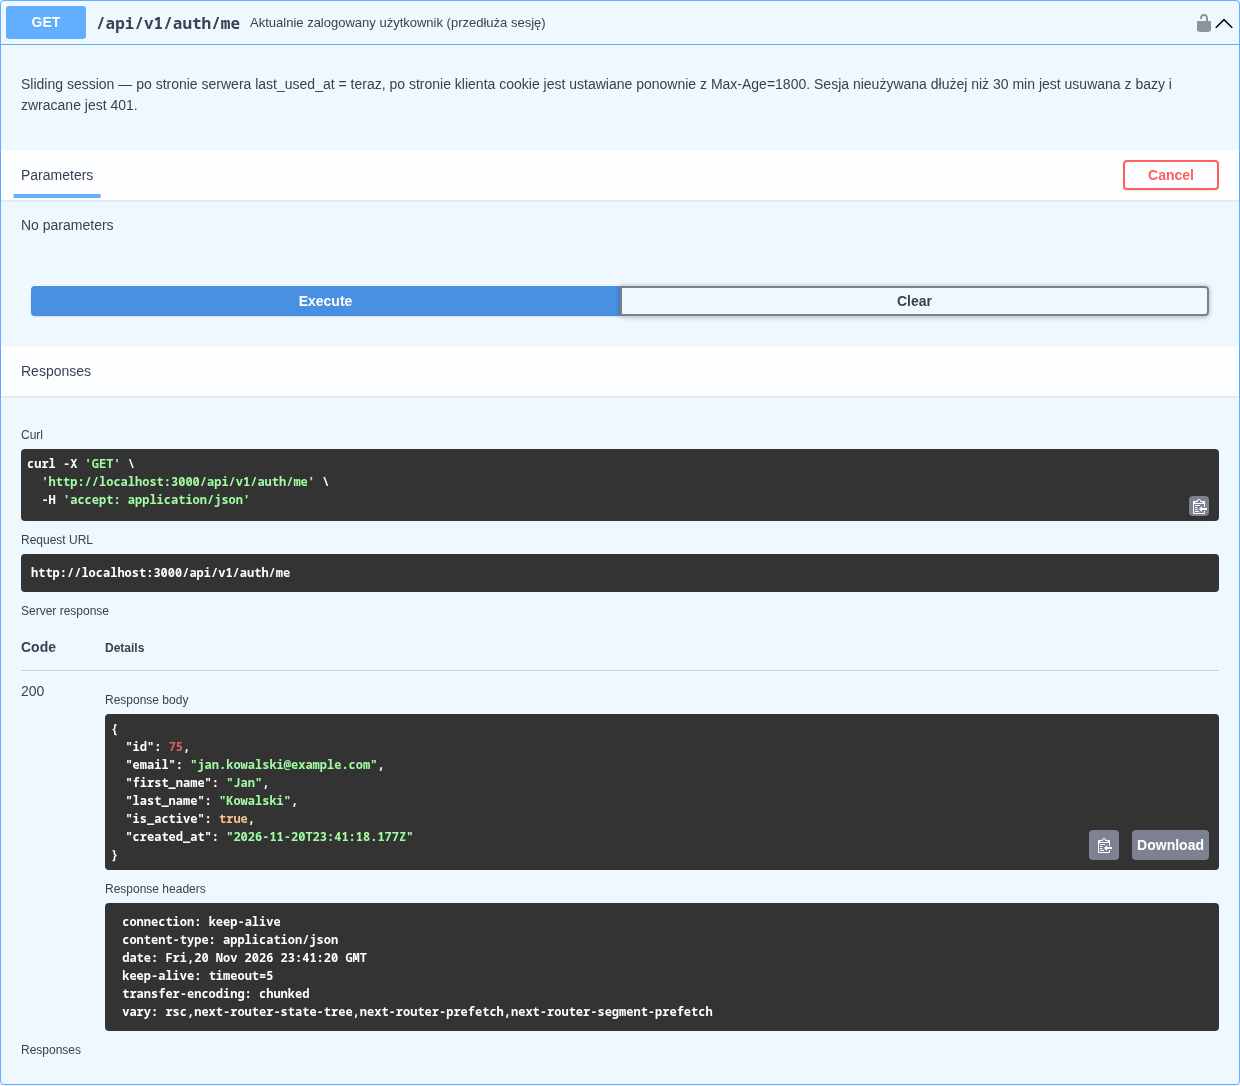 GET /api/v1/auth/me Aktualnie zalogowany użytkownik (przedłuża sesję)
Sliding session — po stronie serwera last_used_at = teraz, po stronie klienta cookie jest ustawiane ponownie z Max-Age=1800. Sesja nieużywana dłużej niż 30 min jest usuwana z bazy i
zwracane jest 401.
Parameters Cancel
No parameters
Execute Clear
Responses
Curl
curl -X 'GET' \
'http://localhost:3000/api/v1/auth/me' \
-H 'accept: application/json'
Request URL
http://localhost:3000/api/v1/auth/me
Server response
Code Details
200
Response body
{
"id": 75,
"email": "jan.kowalski@example.com",
"first_name": "Jan",
"last_name": "Kowalski",
"is_active": true,
"created_at": "2026-11-20T23:41:18.177Z"
}
Download
Response headers
connection: keep-alive
content-type: application/json
date: Fri,20 Nov 2026 23:41:20 GMT
keep-alive: timeout=5
transfer-encoding: chunked
vary: rsc,next-router-state-tree,next-router-prefetch,next-router-segment-prefetch
Responses